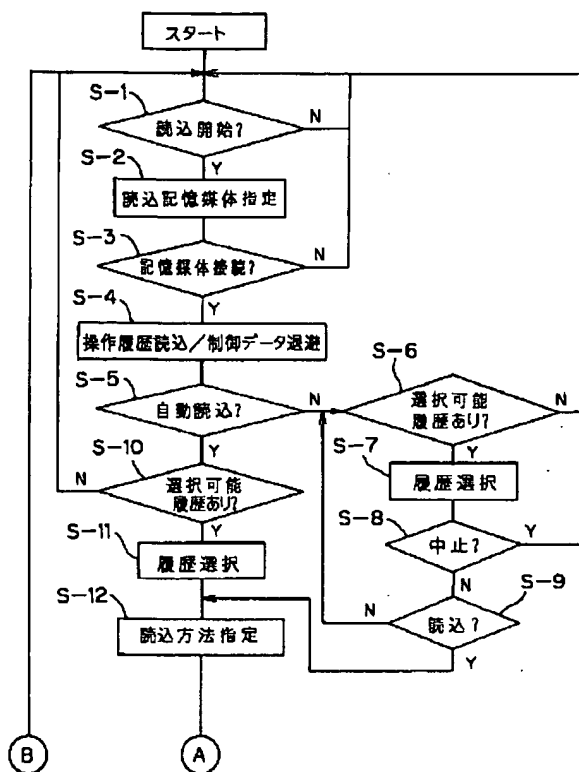 スタート
S-1
読込開始?
N
Y
S-2
読込記憶媒体指定
S-3
記憶媒体接続?
N
Y
S-4
操作履歴読込/制御データ退避
S-5
自動読込?
N
Y
S-6
選択可能
履歴あり?
N
Y
S-7
履歴選択
S-8
中止?
Y
N
S-9
読込?
N
Y
S-10
選択可能
履歴あり?
N
Y
S-11
履歴選択
S-12
読込方法指定
B
A